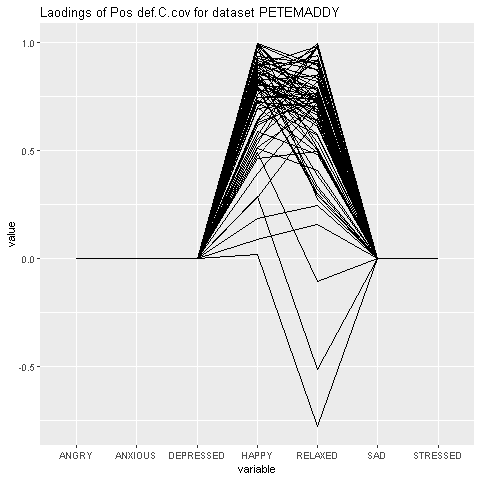 Laodings of Pos def.C.cov for dataset PETEMADDY
1.0
0.5
0.0
-0.5
value
ANGRY ANXIOUS DEPRESSED HAPPY RELAXED SAD STRESSED
variable